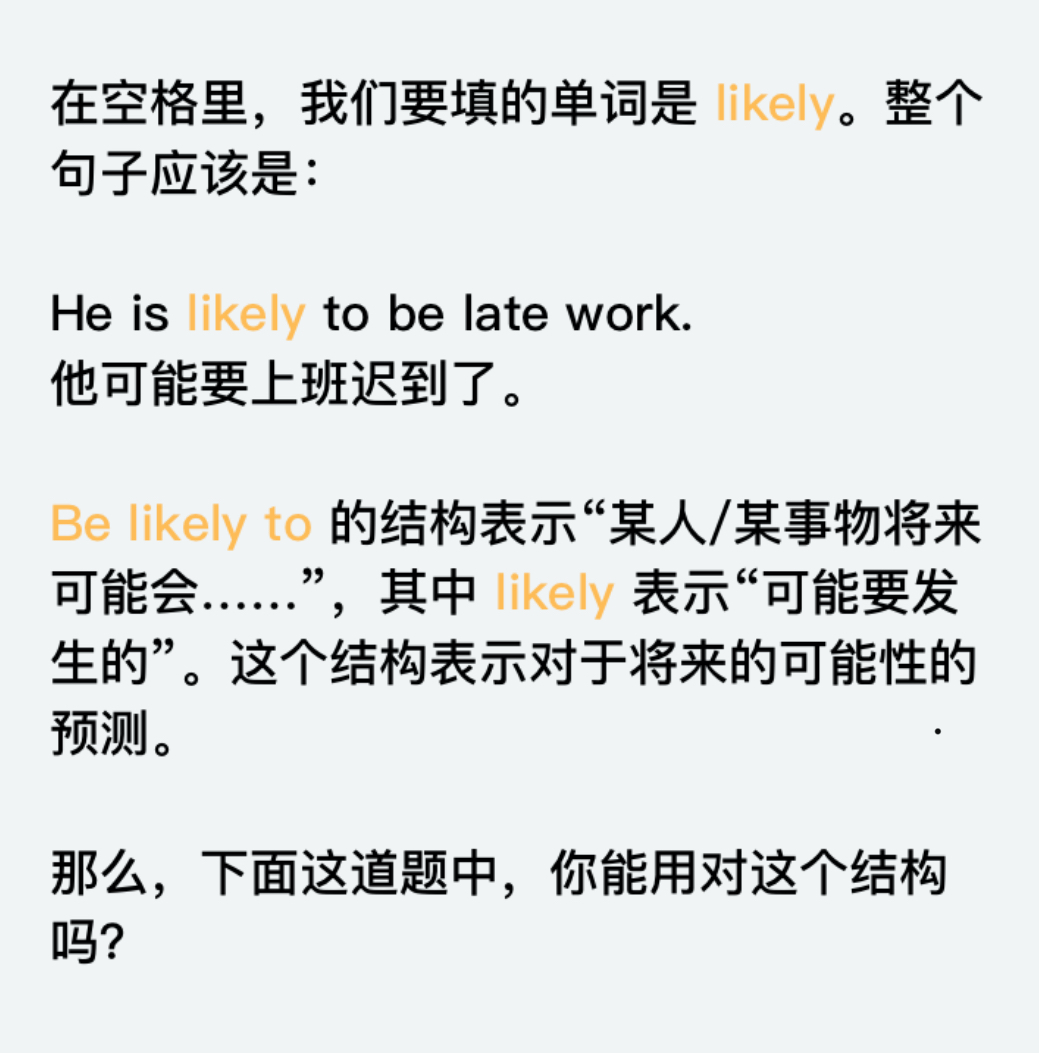 在空格里，我们要填的单词是 likely。整个
句子应该是：
He is likely to be late work.
他可能要上班迟到了。
Be likely to 的结构表示“某人/某事物将来
可能会……”，其中 likely 表示“可能要发
生的”。这个结构表示对于将来的可能性的
预测。
那么，下面这道题中，你能用对这个结构
吗？